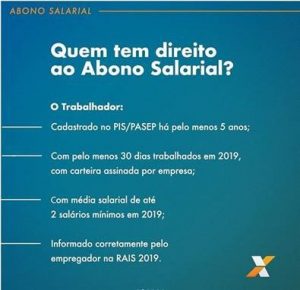 ABONO SALARIAL
Quem tem direito
ao Abono Salarial?
O Trabalhador:
Cadastrado no PIS/PASEP há pelo menos 5 anos;
Com pelo menos 30 dias trabalhados em 2019,
com carteira assinada por empresa;
Com média salarial de até
2 salários mínimos em 2019;
Informado corretamente pelo
empregador na RAIS 2019.